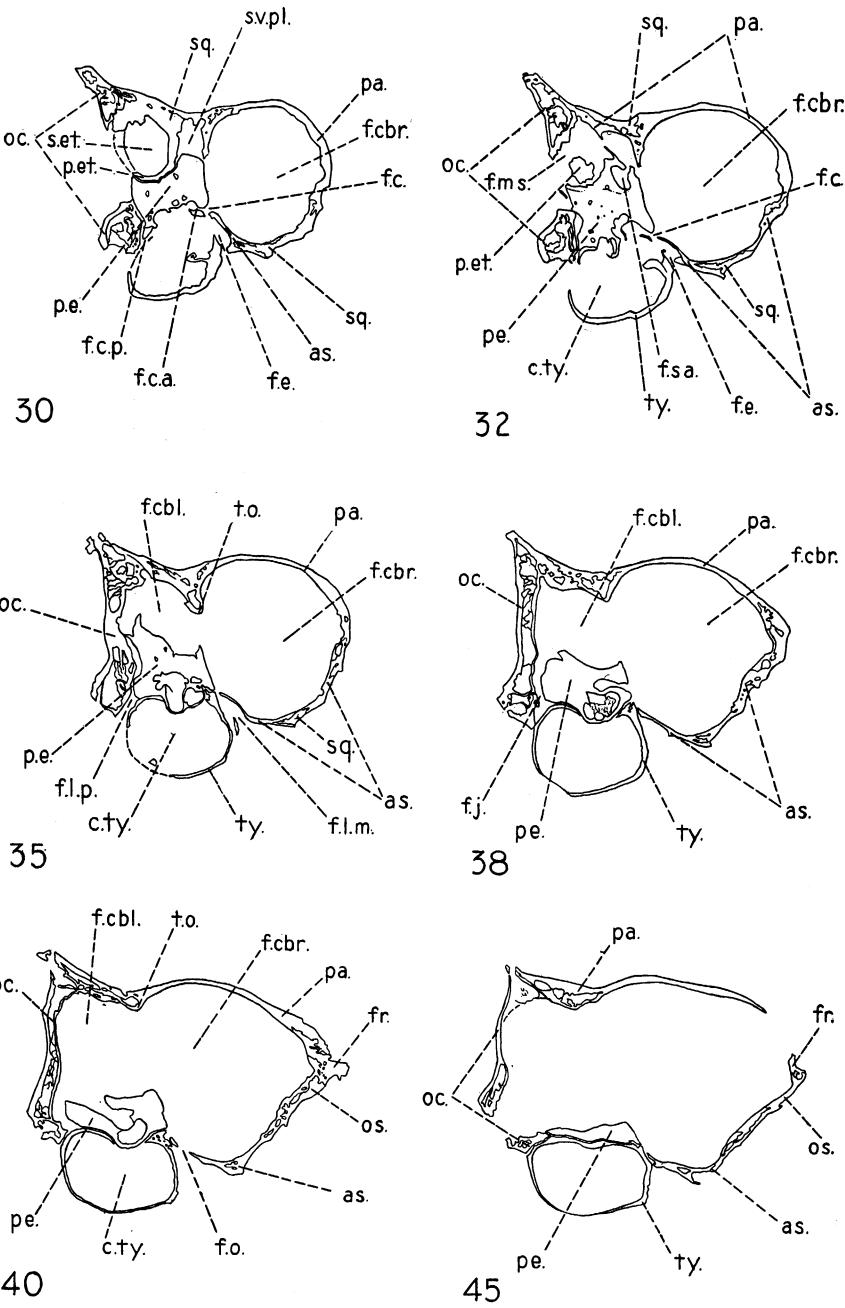 s.v.pl.
sq.
pa.
oc.
s.et.
f.cbr.
p.et.
f.c.
p.e.
sq.
f.c.p.
as.
f.c.a.
f.e.
30
sq.
pa.
f.cbr.
oc.
f.m s.
f.c.
p.et.
sq.
pe.
c.ty.
f.s a.
ty.
f.e.
as.
32
f.cbl.
t.o.
pa.
f.cbr.
oc.
p.e.
sq.
f.l.p.
as.
c.ty.
ty.
f.l.m.
35
f.cbl.
pa.
f.cbr.
oc.
f.j.
pe.
ty.
as.
38
f.cbl.
t.o.
f.cbr.
pa.
oc.
fr.
os.
as.
pe.
c.ty.
f.o.
40
pa.
fr.
oc.
os.
as.
pe.
ty.
45